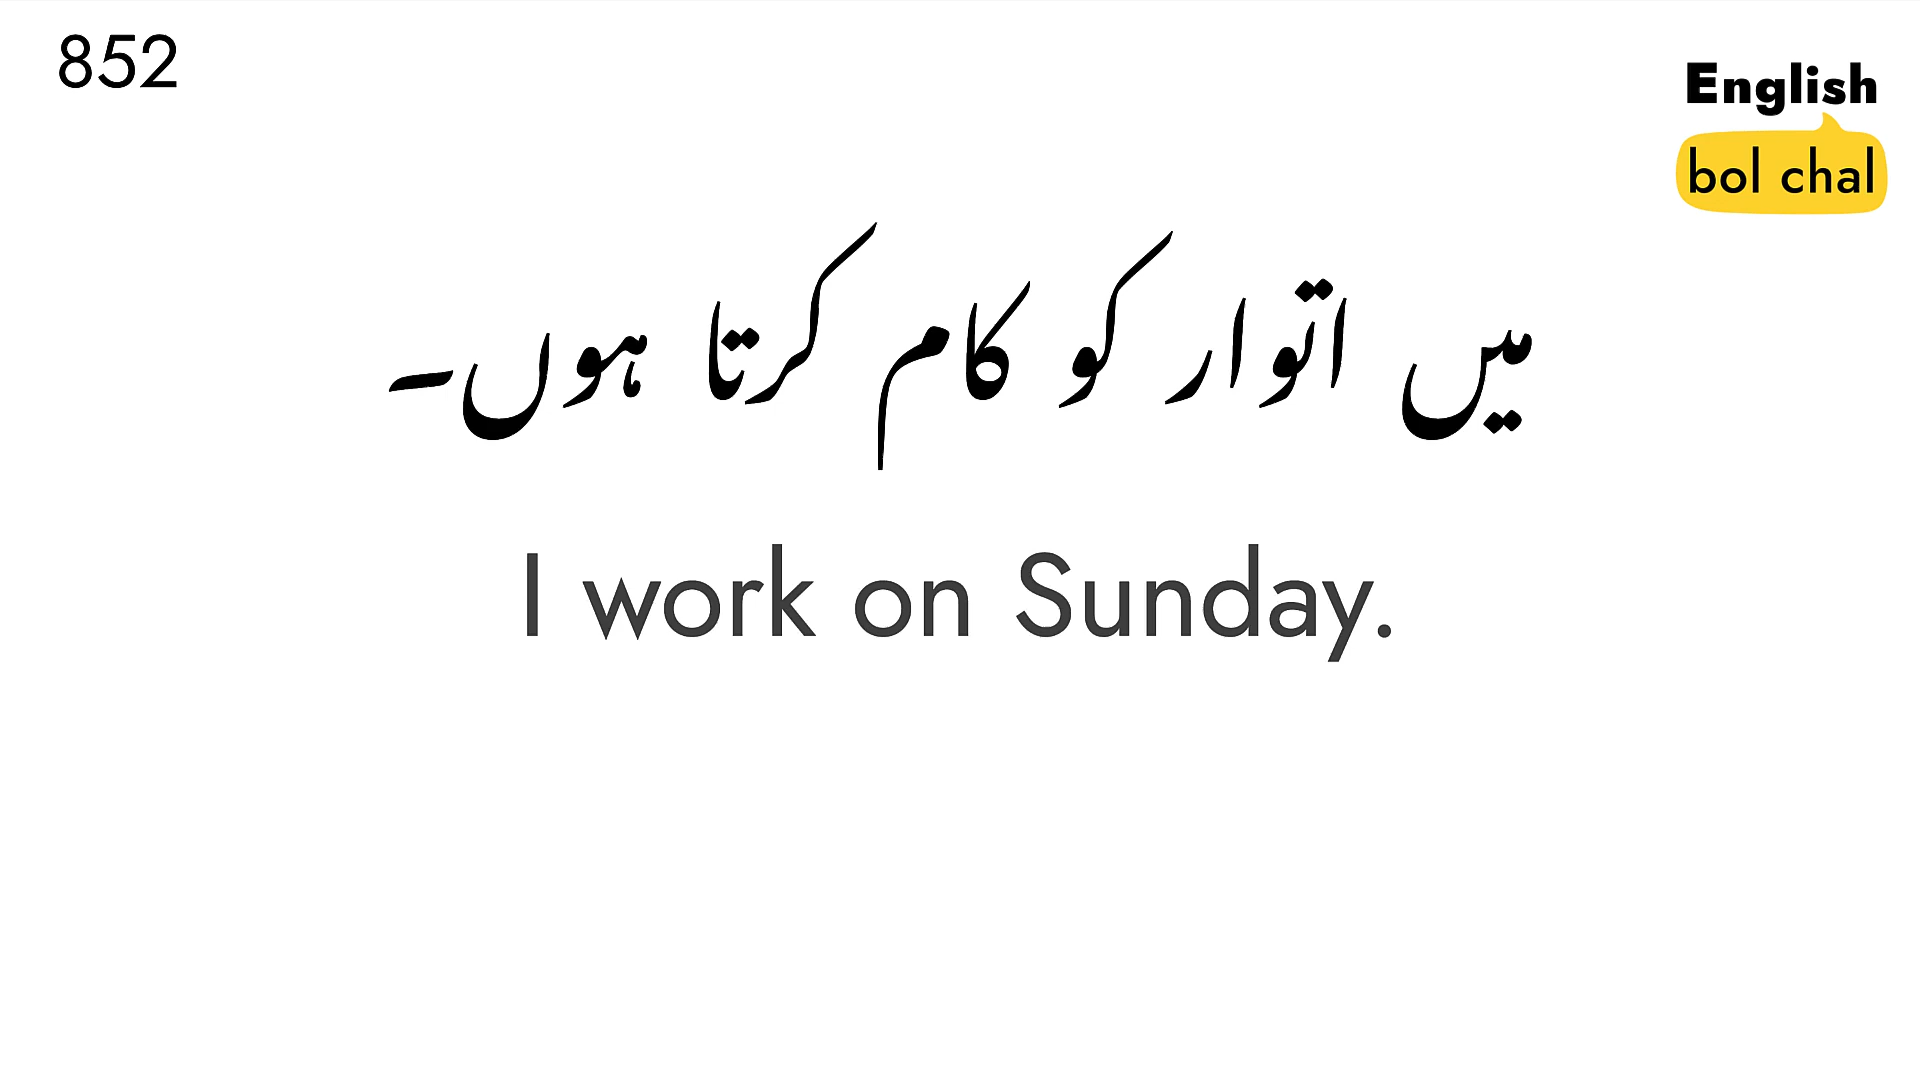 852
English
bol chal
میں اتوار کو کام کرتا ہوں۔
I work on Sunday.